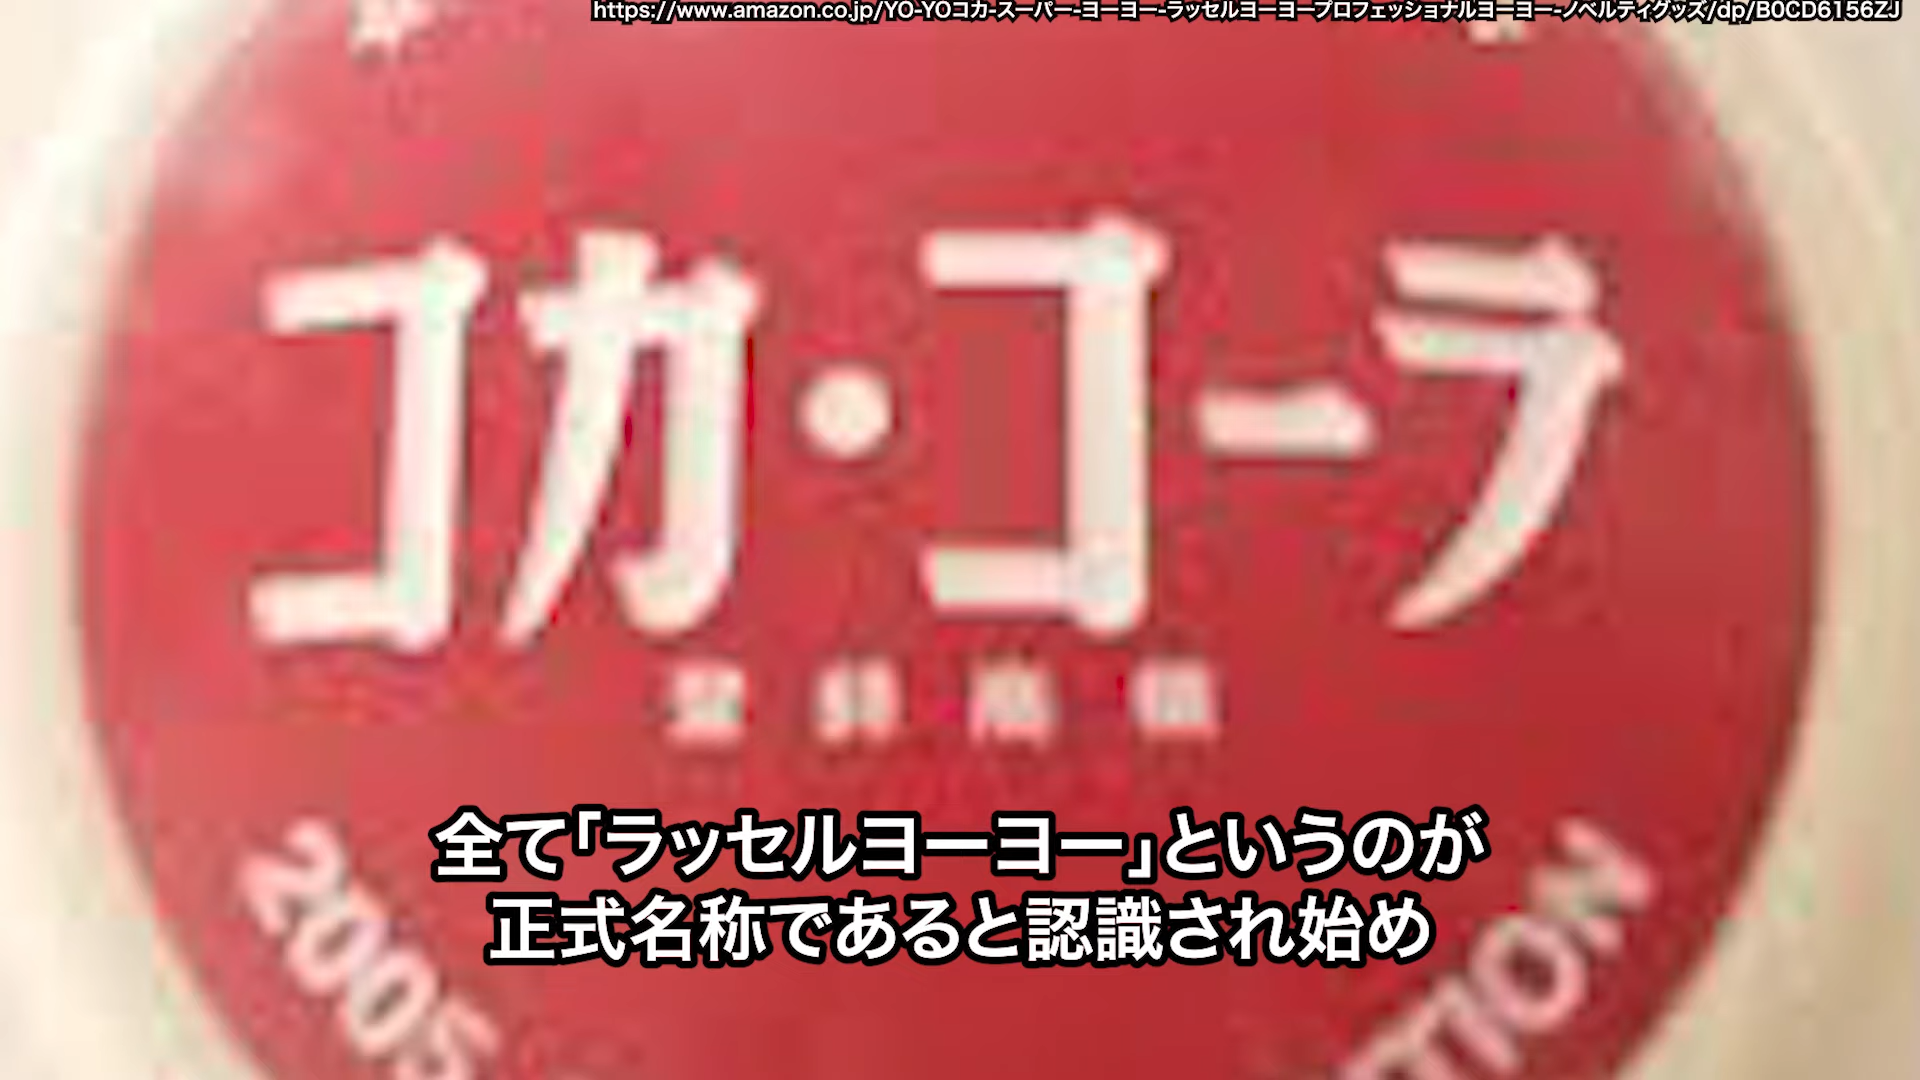 https://www.amazon.co.jp/YO-YOコカ-スーパー-ヨーヨー-ラッセルヨーヨープロフェッショナルヨーヨー-ノベルティグッズ/dp/B0CD6156ZJ
コカ・コーラ
2005
全て「ラッセルヨーヨー」というのが
正式名称であると認識され始め